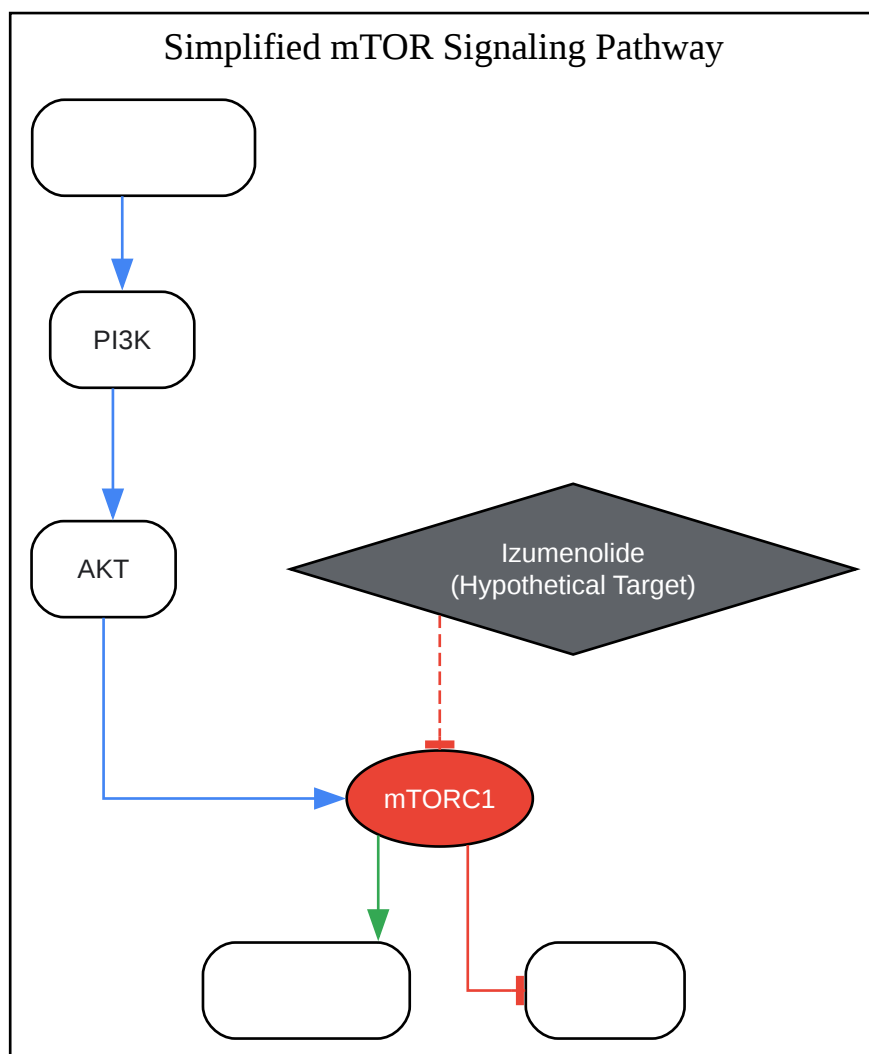 Simplified mTOR Signaling Pathway
PI3K
AKT
Izumenolide
(Hypothetical Target)
mTORC1